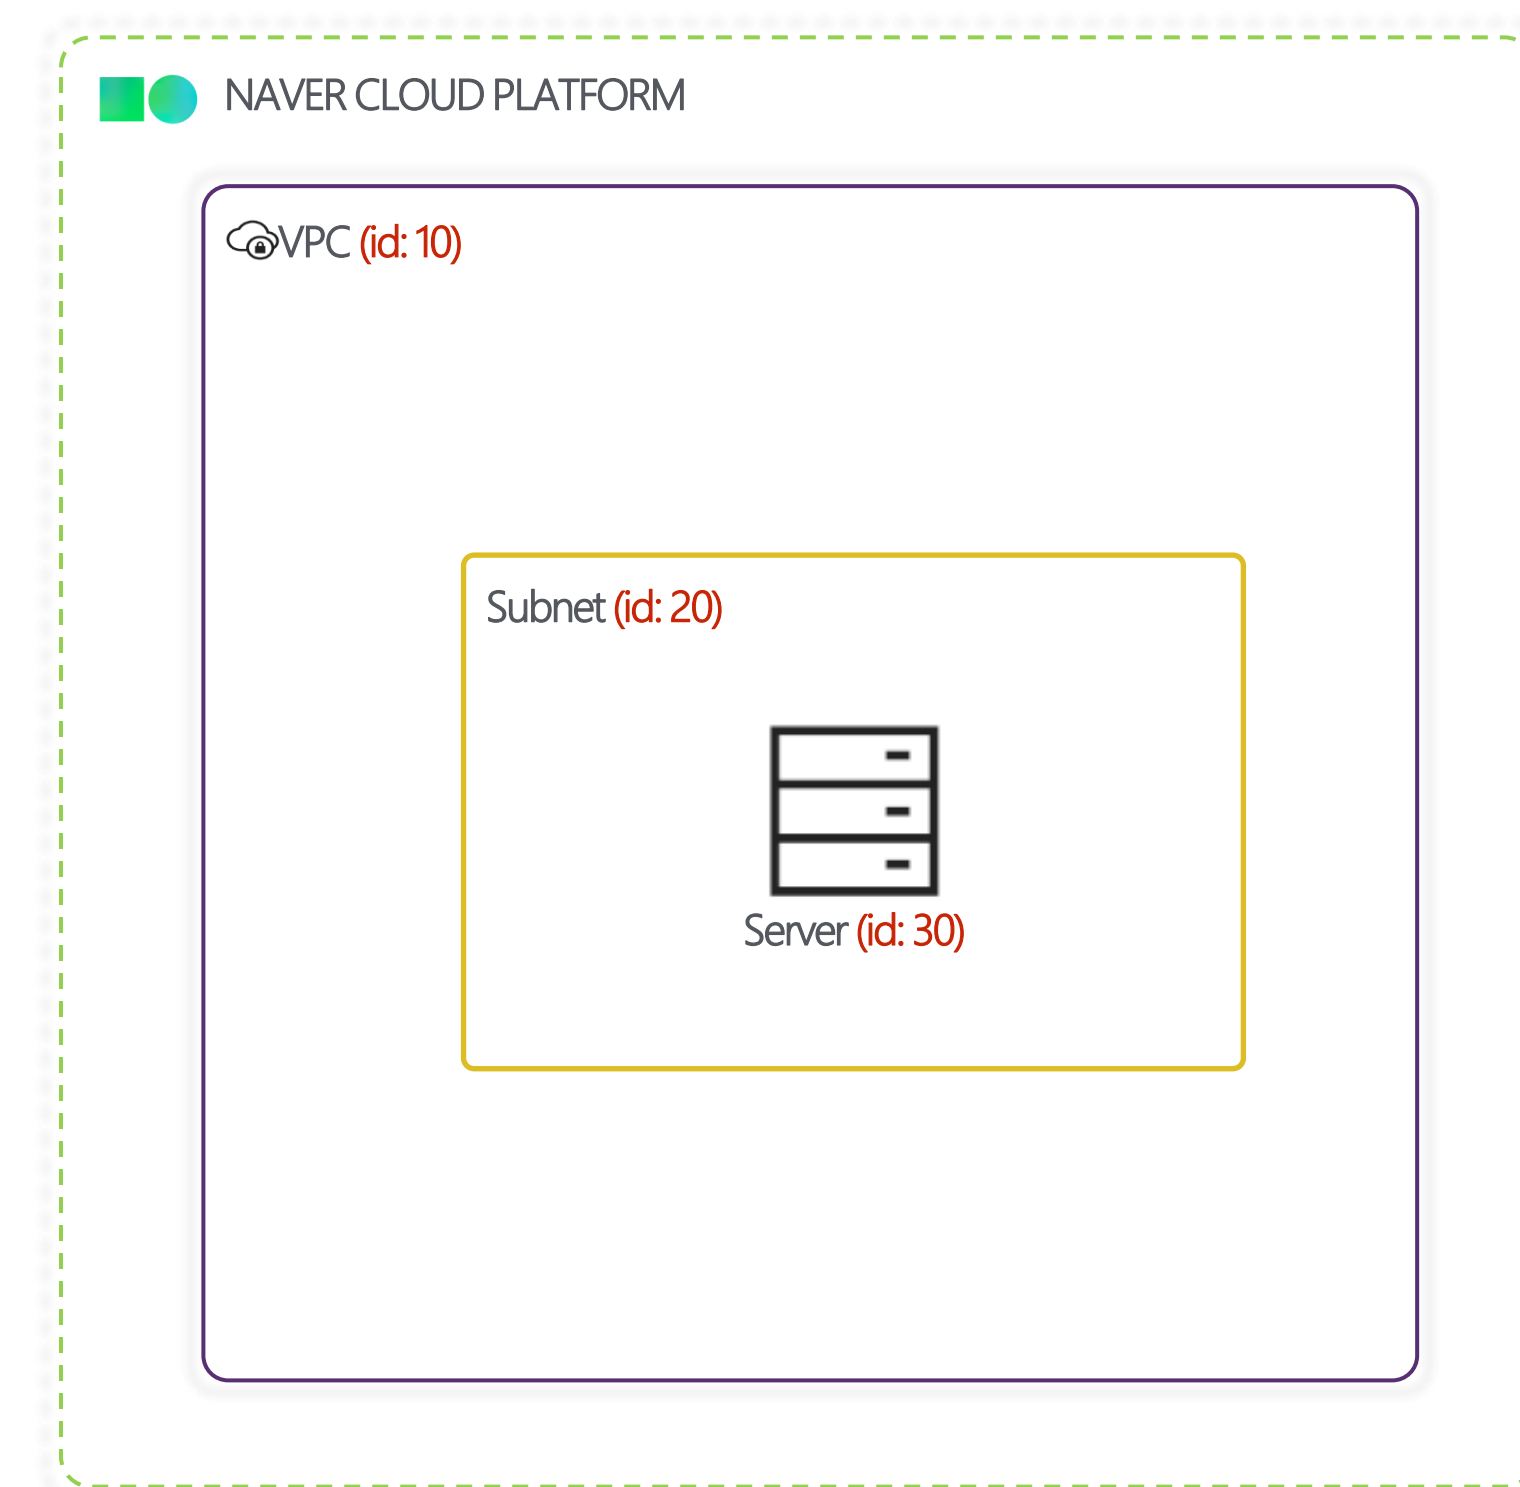 NAVER CLOUD PLATFORM
VPC (id: 10)
Subnet (id: 20)
Server (id: 30)